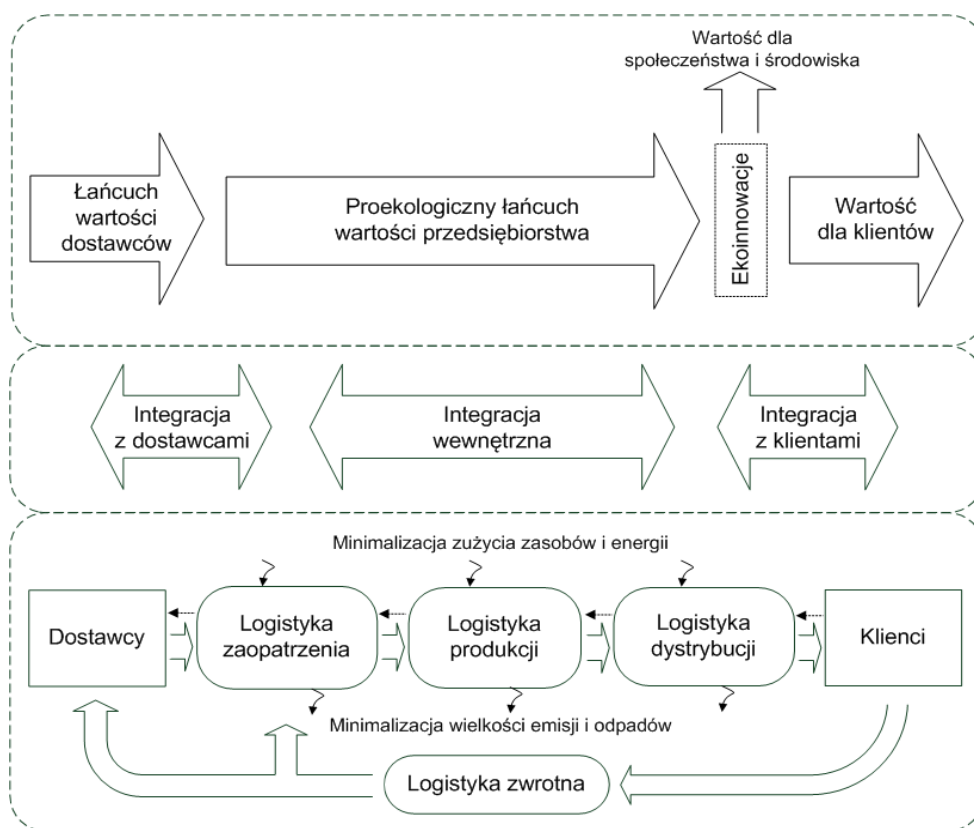 Wartość dla
społeczeństwa i środowiska
Łańcuch
wartości
dostawców
Proekologiczny łańcuch
wartości przedsiębiorstwa
Ekoinnowacje
Wartość
dla klientów
Integracja
z dostawcami
Integracja
wewnętrzna
Integracja
z klientami
Minimalizacja zużycia zasobów i energii
Dostawcy
Logistyka
zaopatrzenia
Logistyka
produkcji
Logistyka
dystrybucji
Klienci
Minimalizacja wielkości emisji i odpadów
Logistyka zwrotna